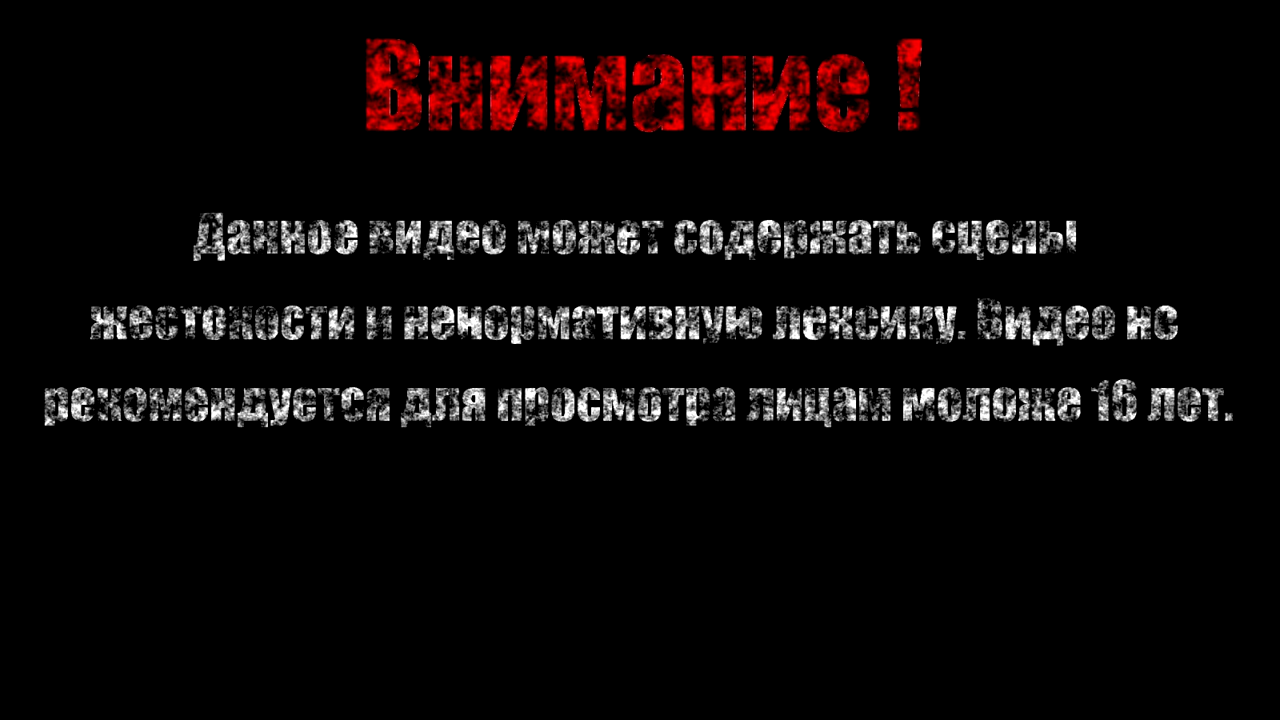 Внимание !
Данное видео может содержать сцены
жестокости и ненормативную лексику. Видео не
рекомендуется для просмотра лицам моложе 16 лет.